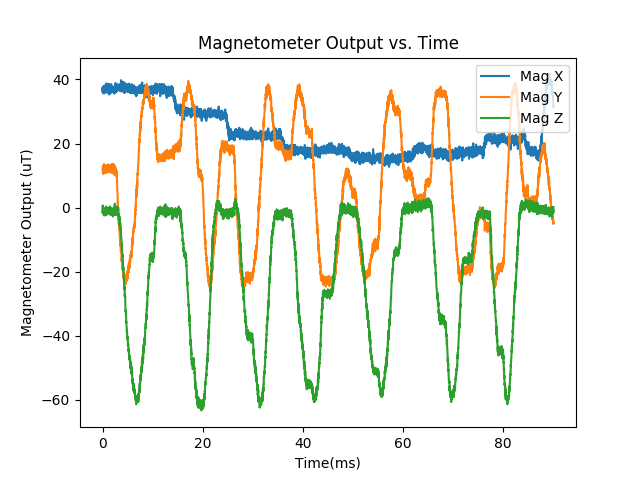 Magnetometer Output vs. Time
Mag X
Mag Y
Mag Z
Magnetometer Output (uT)
40
20
0
−20
−40
−60
0
20
40
60
80
Time(ms)